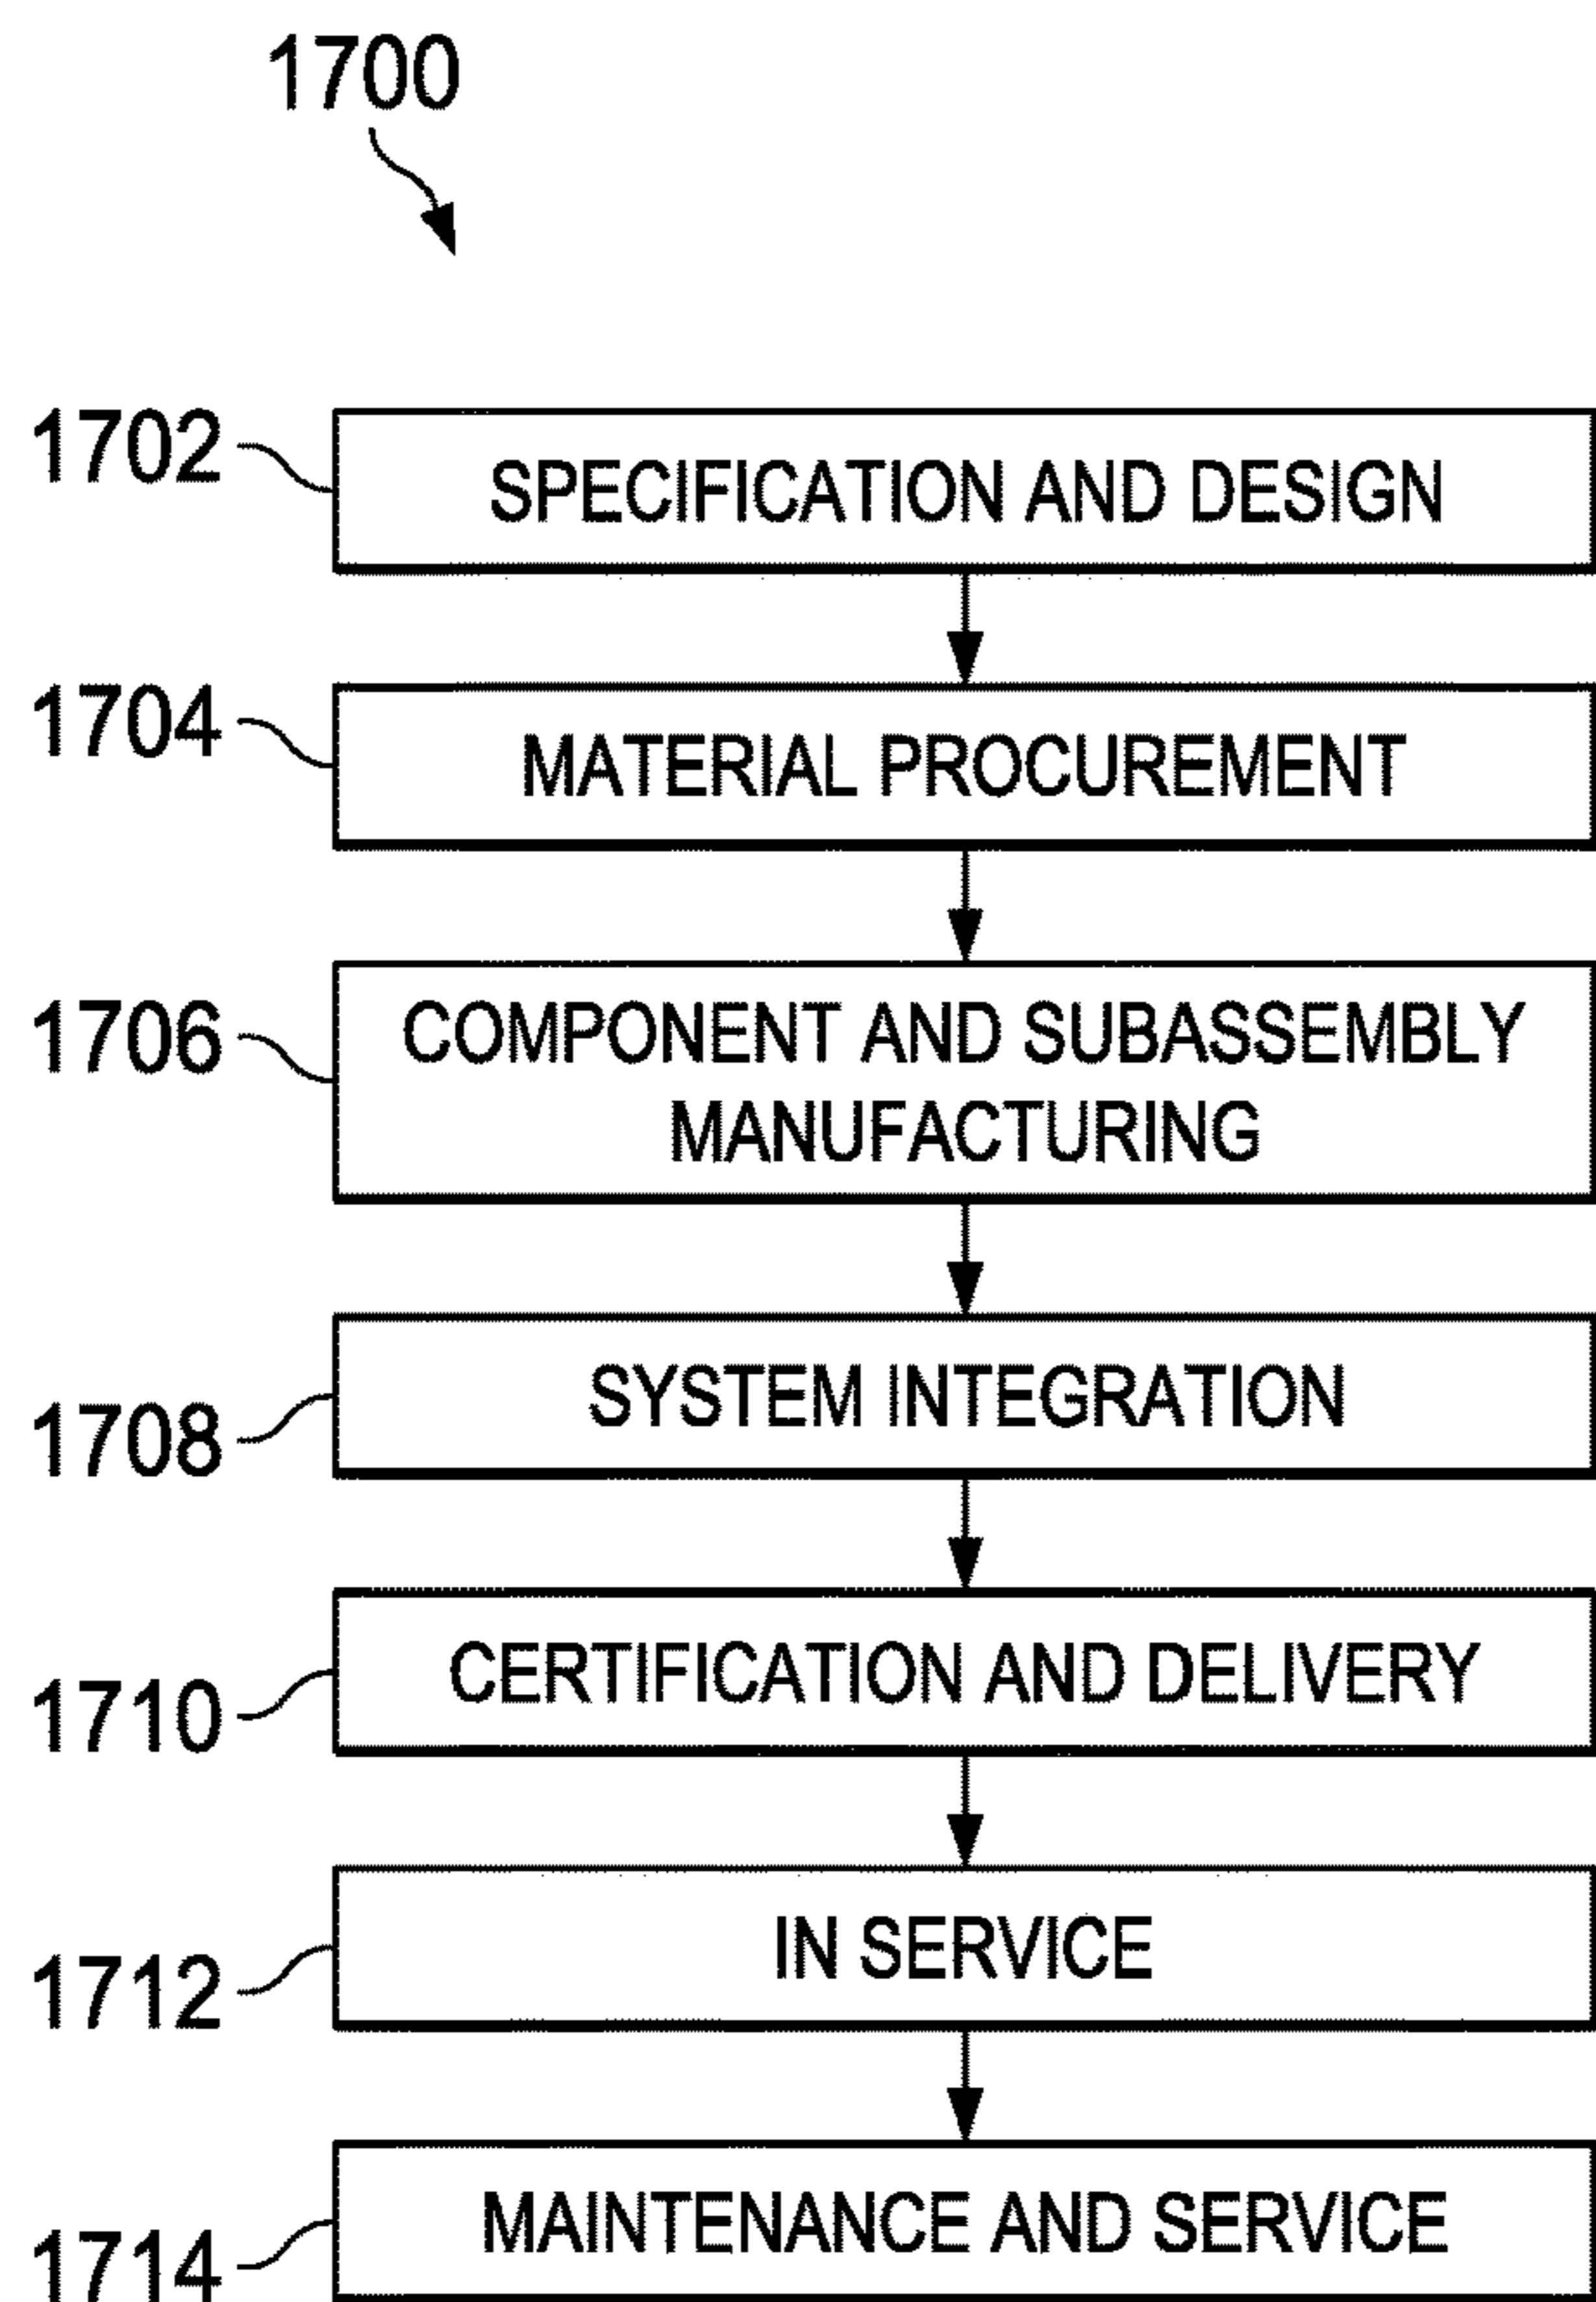 1700
1702
SPECIFICATION AND DESIGN
1704
MATERIAL PROCUREMENT
1706
COMPONENT AND SUBASSEMBLY
MANUFACTURING
1708
SYSTEM INTEGRATION
1710
CERTIFICATION AND DELIVERY
1712
IN SERVICE
1714
MAINTENANCE AND SERVICE